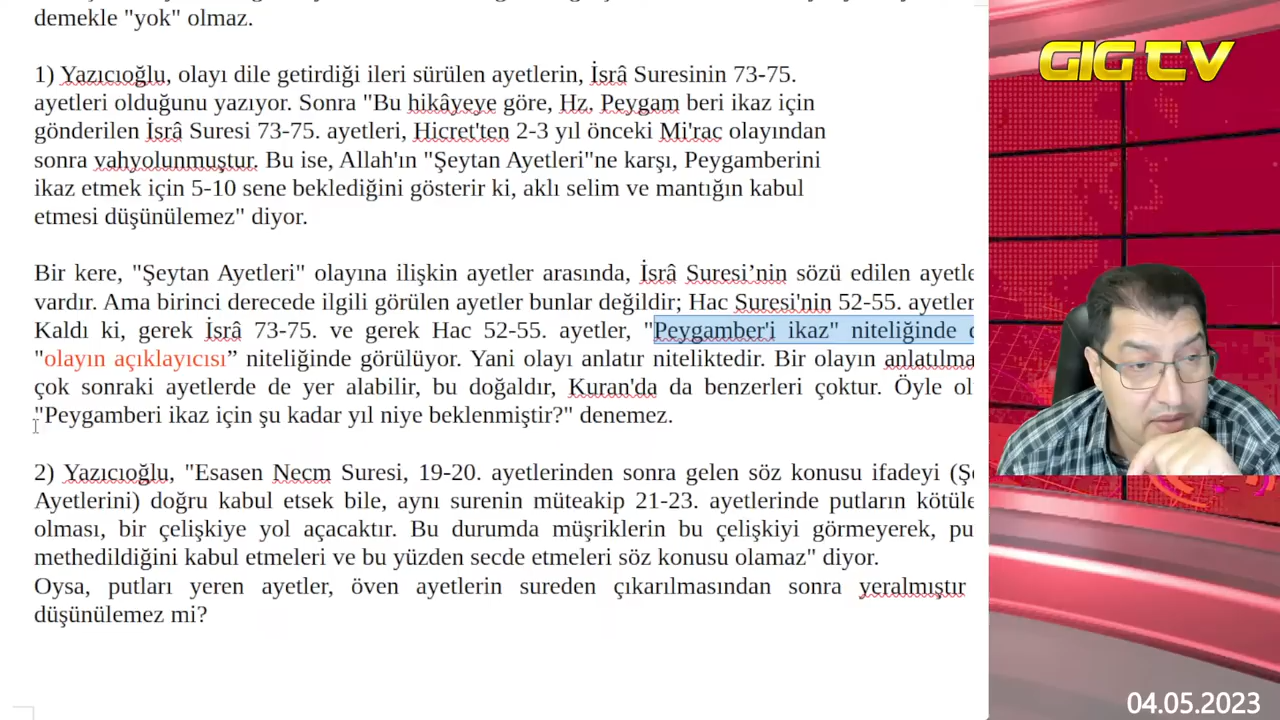 demekle "yok" olmaz.
1) Yazıcıoğlu, olayı dile getirdiği ileri sürülen ayetlerin, İsrâ Suresinin 73-75.
ayetleri olduğunu yazıyor. Sonra "Bu hikâyeye göre, Hz. Peygam beri ikaz için
gönderilen İsrâ Suresi 73-75. ayetleri, Hicret'ten 2-3 yıl önceki Mi'rac olayından
sonra vahyolunmuştur. Bu ise, Allah'ın "Şeytan Ayetleri"ne karşı, Peygamberini
ikaz etmek için 5-10 sene beklediğini gösterir ki, aklı selim ve mantığın kabul
etmesi düşünülemez" diyor.
Bir kere, "Şeytan Ayetleri" olayına ilişkin ayetler arasında, İsrâ Suresi’nin sözü edilen
vardır. Ama birinci derecede ilgili görülen ayetler bunlar değildir; Hac Suresi'nin 52-55.
Kaldı ki, gerek İsrâ 73-75. ve gerek Hac 52-55. ayetler, "Peygamber'i ikaz" niteliğinde
"olayın açıklayıcısı” niteliğinde görülüyor. Yani olayı anlatır niteliktedir. Bir olayın
çok sonraki ayetlerde de yer alabilir, bu doğaldır, Kuran'da da benzerleri çoktur. Öyle
"Peygamberi ikaz için şu kadar yıl niye beklenmiştir?" denemez.
2) Yazıcıoğlu, "Esasen Necm Suresi, 19-20. ayetlerinden sonra gelen söz konusu ifadeyi
Ayetlerini) doğru kabul etsek bile, aynı surenin müteakip 21-23. ayetlerinde putların
olması, bir çelişkiye yol açacaktır. Bu durumda müşriklerin bu çelişkiyi görmeyerek,
methedildiğini kabul etmeleri ve bu yüzden secde etmeleri söz konusu olamaz" diyor.
Oysa, putları yeren ayetler, öven ayetlerin sureden çıkarılmasından sonra yeralmıştır
düşünülemez mi?
GIG TV
04.05.2023